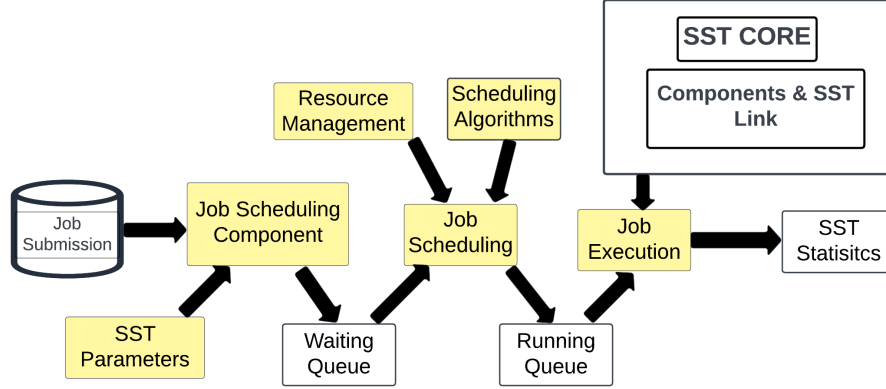 SST CORE
Components & SST
Link
Resource
Management
Scheduling
Algorithms
Job
Submission
Job Scheduling
Component
Job
Scheduling
Job
Execution
SST
Statisitcs
SST
Parameters
Waiting
Queue
Running
Queue